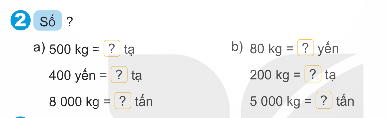 2 Số ?
a) 500 kg = ? tạ
400 yến = ? tạ
8 000 kg = ? tấn
b) 80 kg = ? yến
200 kg = ? tạ
5 000 kg = ? tấn